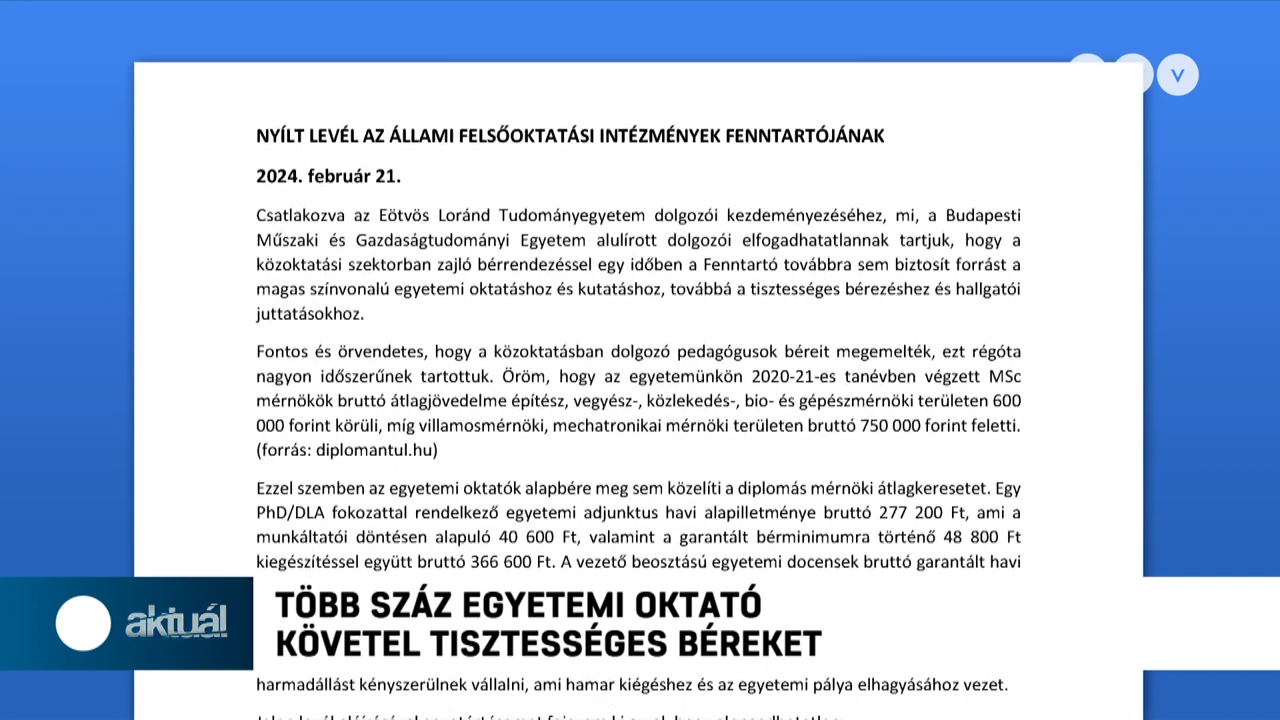 V
NYÍLT LEVÉL AZ ÁLLAMI FELSŐOKTATÁSI INTÉZMÉNYEK FENNTARTÓJÁNAK
2024. február 21.
Csatlakozva az Eötvös Loránd Tudományegyetem dolgozói kezdeményezéséhez, mi, a Budapesti
Műszaki és Gazdaságtudományi Egyetem alulírott dolgozói elfogadhatatlannak tartjuk, hogy a
közoktatási szektorban zajló bérrendezéssel egy időben a Fenntartó továbbra sem biztosít forrást a
magas színvonalú egyetemi oktatáshoz és kutatáshoz, továbbá a tisztességes bérezéshez és hallgatói
juttatásokhoz.
Fontos és örvendetes, hogy a közoktatásban dolgozó pedagógusok béreit megemelték, ezt régóta
nagyon időszerűnek tartottuk. Öröm, hogy az egyetemünkön 2020-21-es tanévben végzett MSc
mérnökök bruttó átlagjövedelme építész, vegyész-, közlekedés-, bio- és gépészmérnöki területen 600
000 forint körüli, míg villamosmérnöki, mechatronikai mérnöki területen bruttó 750 000 forint feletti.
(forrás: diplomantul.hu)
Ezzel szemben az egyetemi oktatók alapbére meg sem közelíti a diplomás mérnöki átlagkeresetet. Egy
PhD/DLA fokozattal rendelkező egyetemi adjunktus havi alapilletménye bruttó 277 200 Ft, ami a
munkáltatói döntésen alapuló 40 600 Ft, valamint a garantált bérminimumra történő 48 800 Ft
kiegészítéssel együtt bruttó 366 600 Ft. A vezető beosztású egyetemi docensek bruttó garantált havi
aktuál
TÖBB SZÁZ EGYETEMI OKTATÓ
KÖVETEL TISZTESSÉGES BÉREKET
harmadállást kényszerülnek vállalni, ami hamar kiégéshez és az egyetemi pálya elhagyásához vezet.